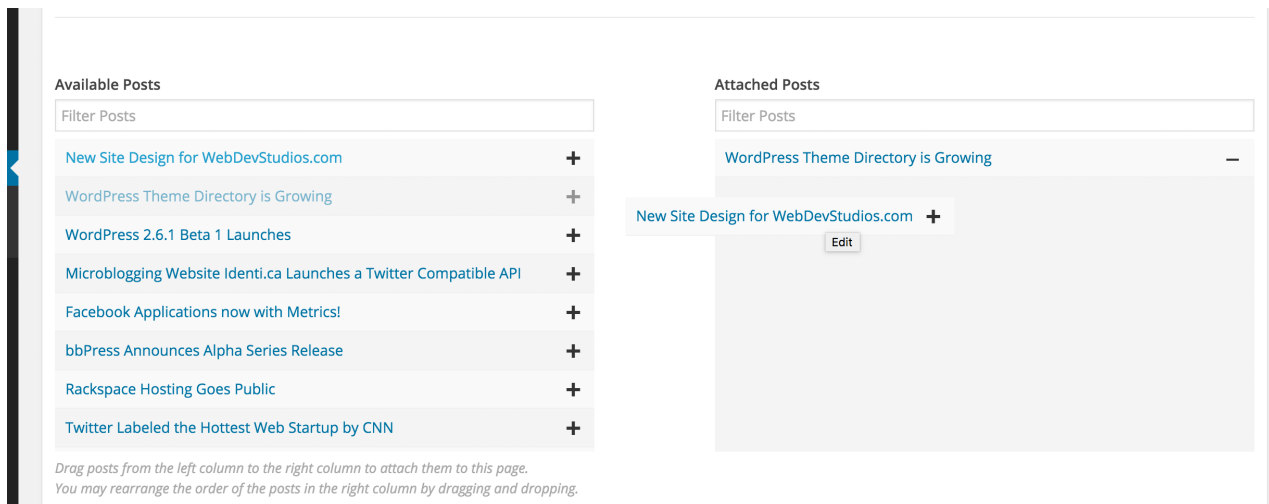 Available Posts
Filter Posts
New Site Design for WebDevStudios.com
WordPress Theme Directory is Growing
WordPress 2.6.1 Beta 1 Launches
Microblogging Website Identi.ca Launches a Twitter Compatible API
Facebook Applications now with Metrics!
bbPress Announces Alpha Series Release
Rackspace Hosting Goes Public
Twitter Labeled the Hottest Web Startup by CNN
Drag posts from the left column to the right column to attach them to this page.
You may rearrange the order of the posts in the right column by dragging and dropping.
Attached Posts
Filter Posts
WordPress Theme Directory is Growing
New Site Design for WebDevStudios.com
Edit